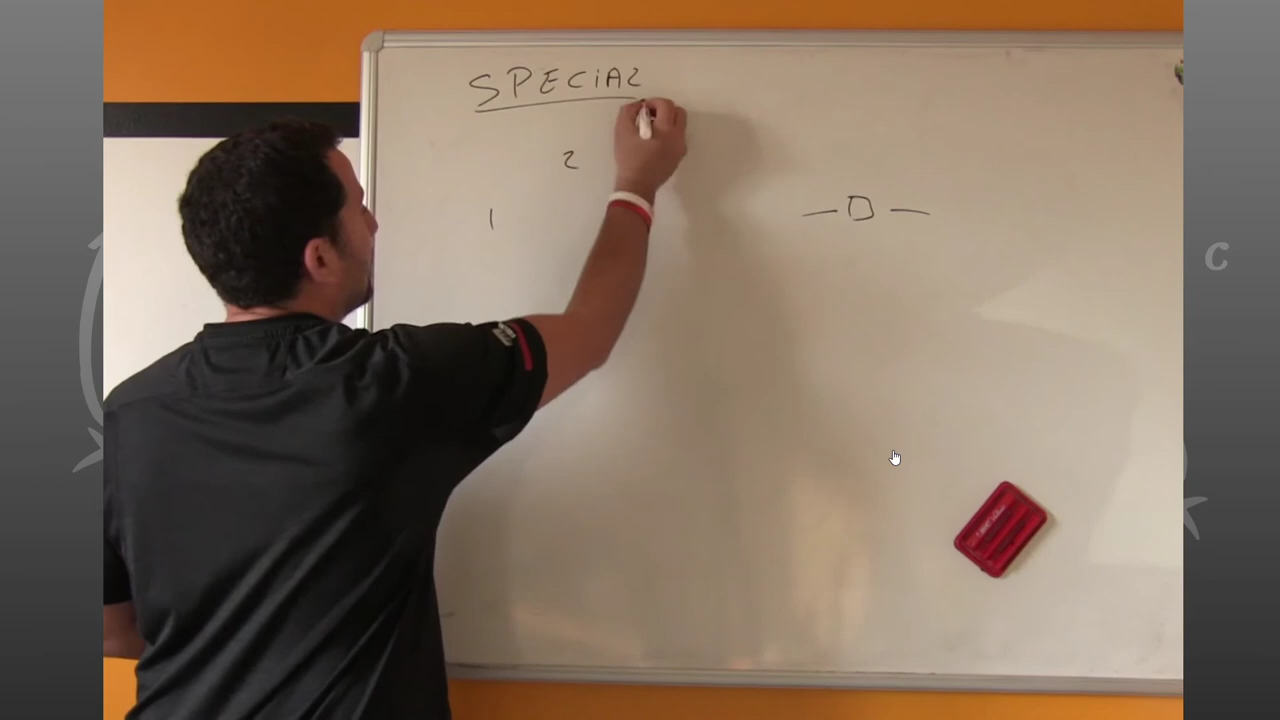 SPECIAL
2
1
— D —
C